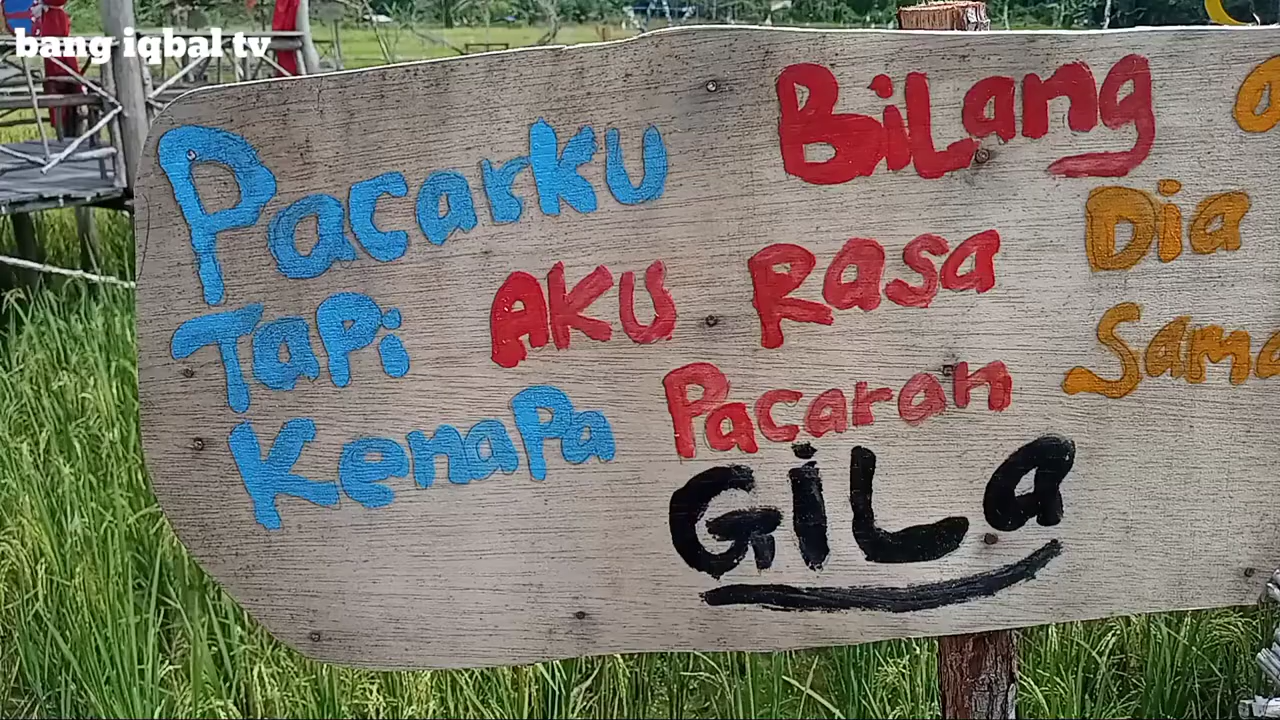 bang iqbal tv
Pacarku Bilang
Tapi AKU Rasa Dia
Kenapa Pacaran Sama
GiLa